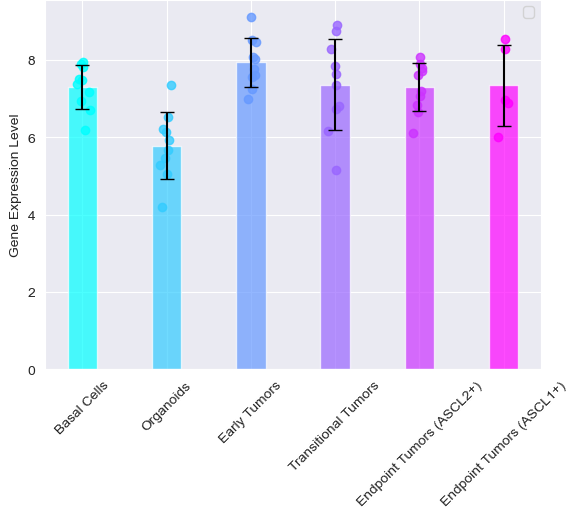 Gene Expression Level
8
6
4
2
0
Basal Cells
Organoids
Early Tumors
Transitional Tumors
Endpoint Tumors (ASCL2+)
Endpoint Tumors (ASCL1+)